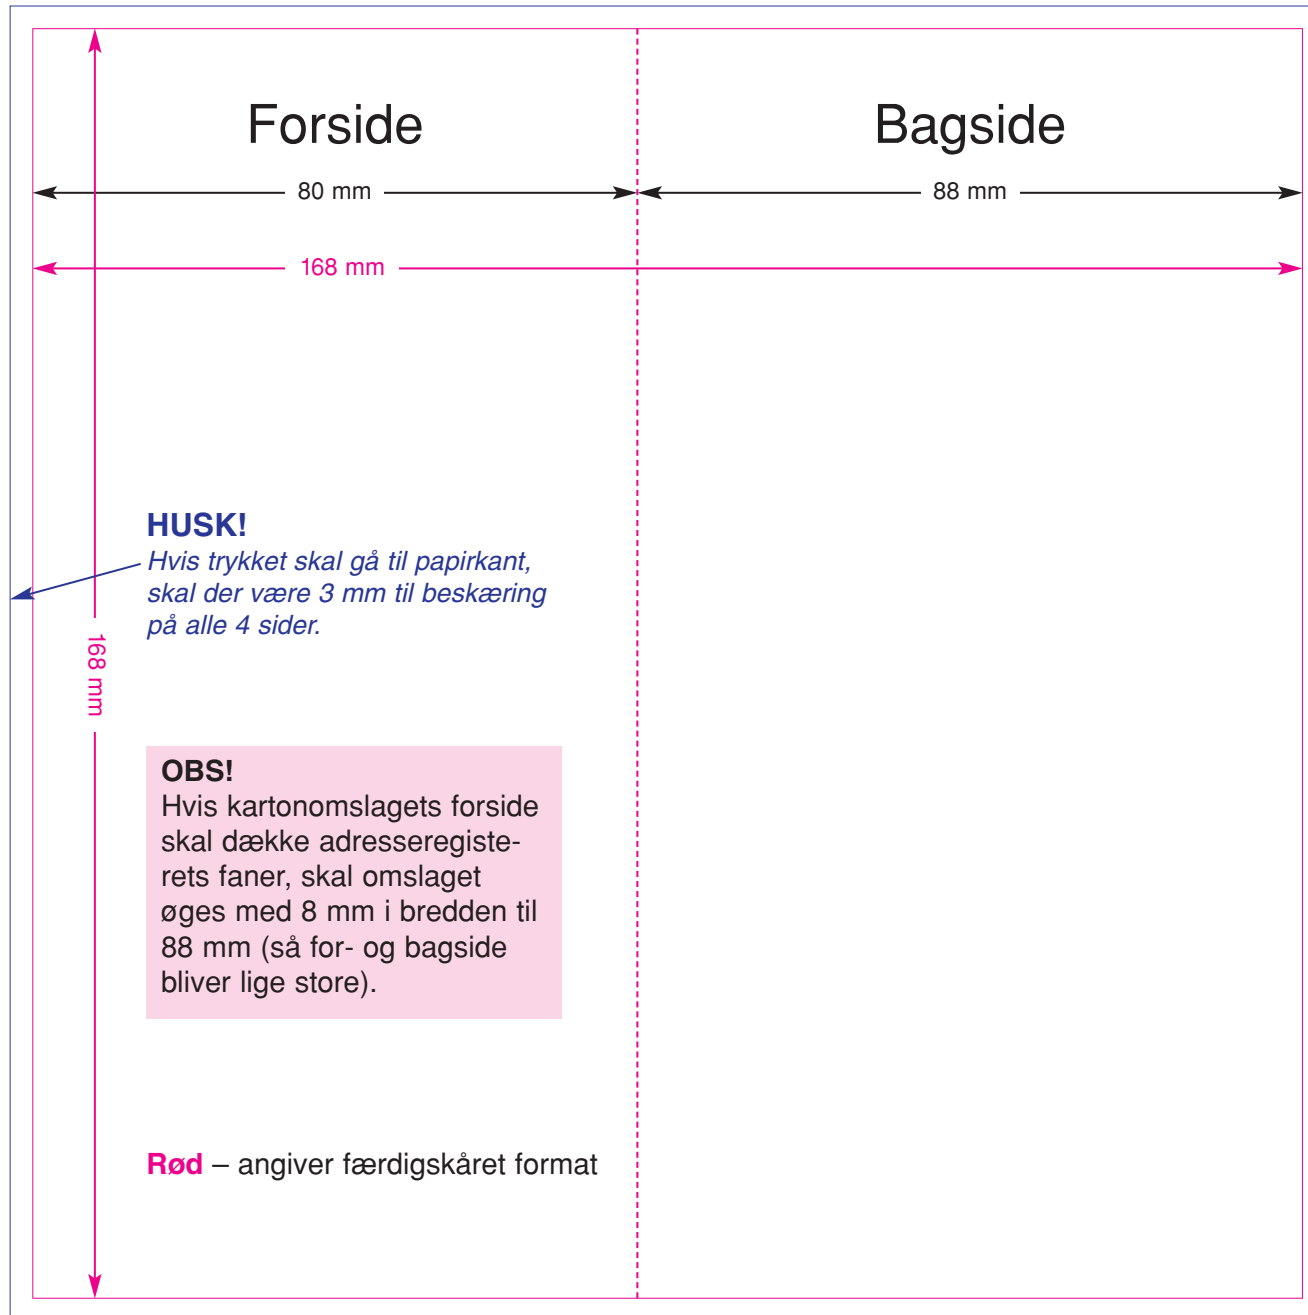 Forside
Bagside
80 mm
88 mm
168 mm
HUSK!
Hvis trykket skal gå til papirkant,
skal der være 3 mm til beskæring
på alle 4 sider.
168 mm
OBS!
Hvis kartonomslagets forside
skal dække adresseregiste-
rets faner, skal omslaget
øges med 8 mm i bredden til
88 mm (så for- og bagside
bliver lige store).
Rød – angiver færdigskåret format